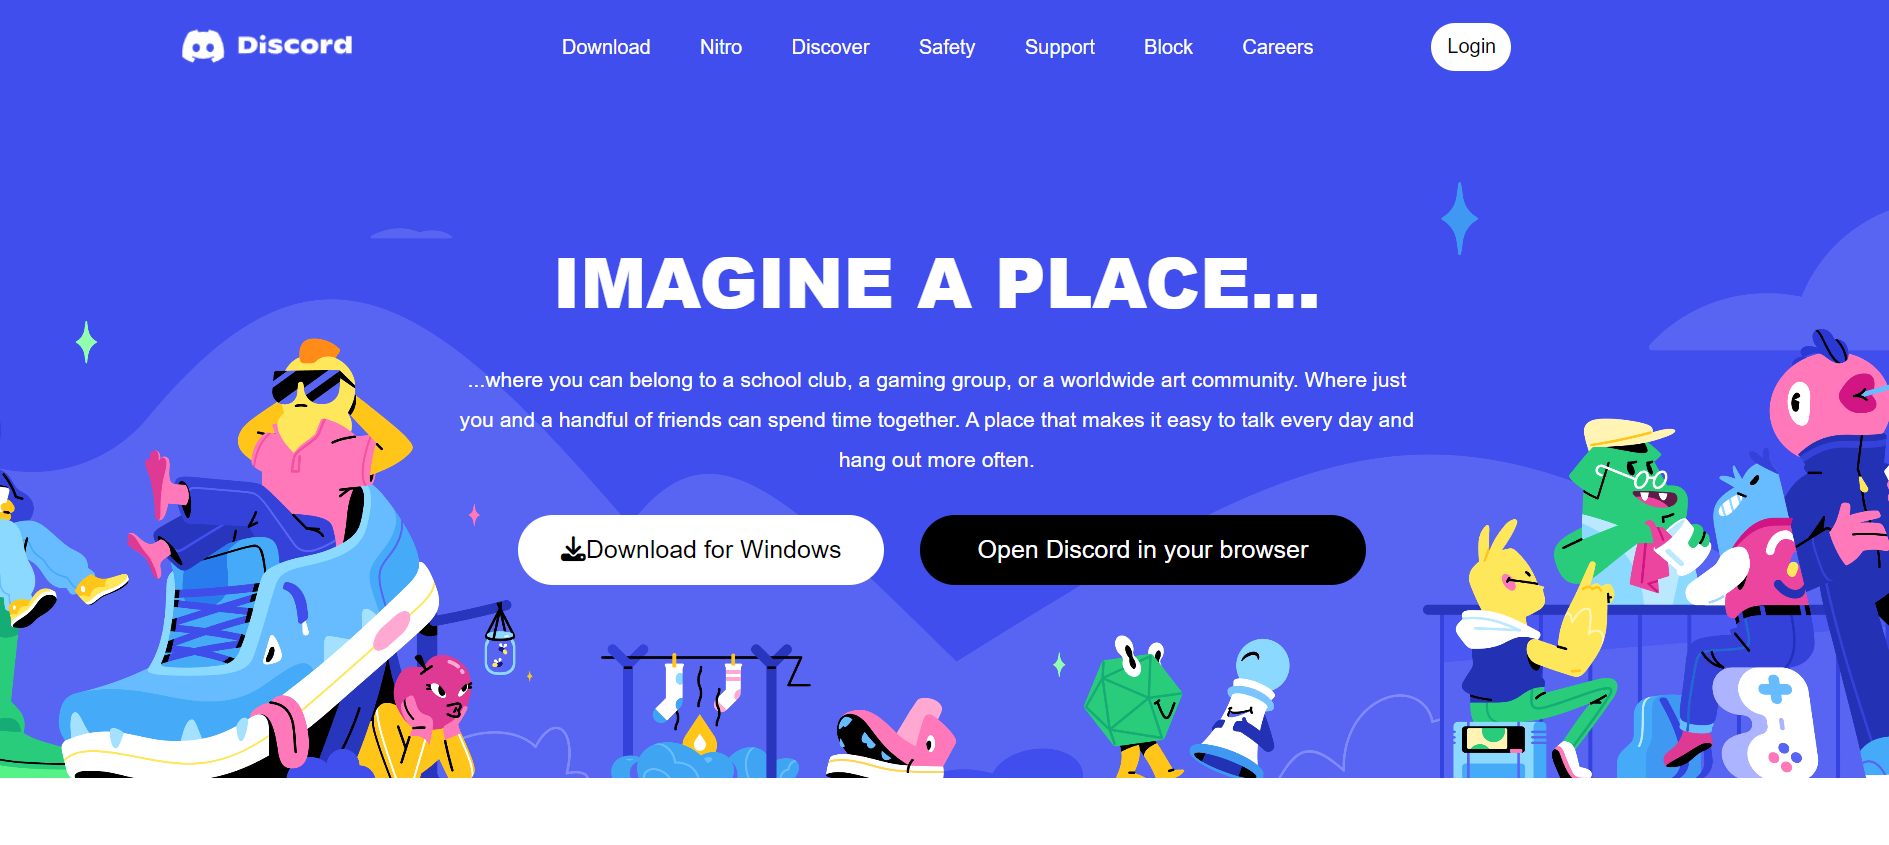 Discord
Download Nitro Discover Safety Support Block Careers
Login
IMAGINE A PLACE...
...where you can belong to a school club, a gaming group, or a worldwide art community. Where just
you and a handful of friends can spend time together. A place that makes it easy to talk every day and
hang out more often.
Download for Windows
Open Discord in your browser